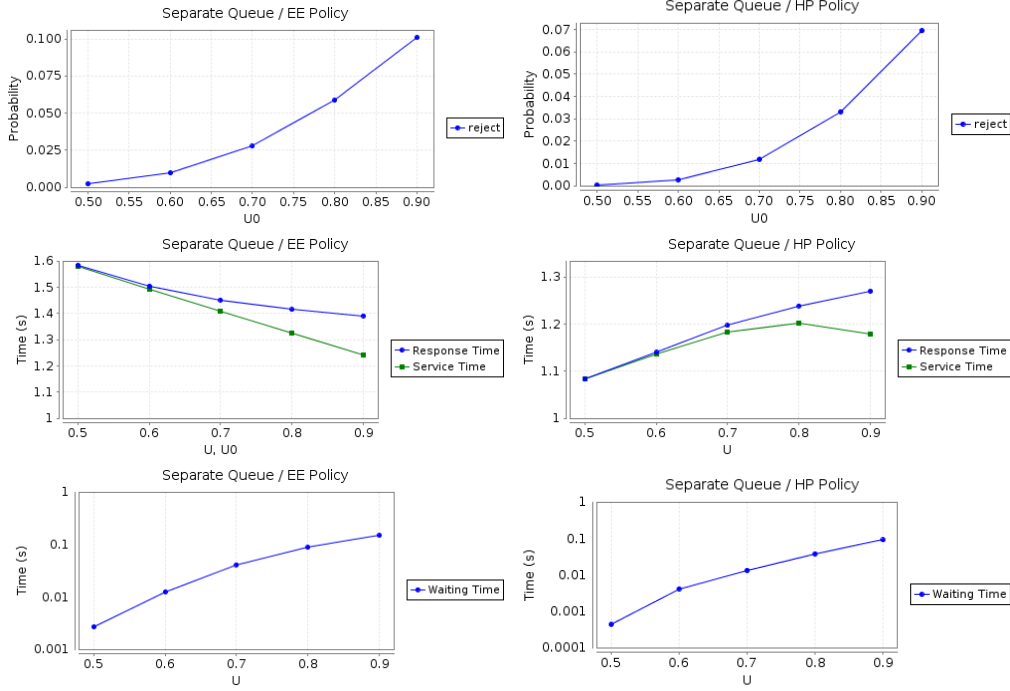 Separate Queue / EE Policy
Probability
0.100
0.075
0.050
0.025
0.000
0.50 0.55 0.60 0.65 0.70 0.75 0.80 0.85 0.90
U0
reject
Separate Queue / HP Policy
Probability
0.07
0.06
0.05
0.04
0.03
0.02
0.01
0.00
0.50 0.55 0.60 0.65 0.70 0.75 0.80 0.85 0.90
U0
reject
Separate Queue / EE Policy
Time (s)
1.6
1.5
1.4
1.3
1.2
1.1
1
0.5 0.6 0.7 0.8 0.9
U, U0
Response Time
Service Time
Separate Queue / HP Policy
Time (s)
1.3
1.2
1.1
1
0.5 0.6 0.7 0.8 0.9
U
Response Time
Service Time
Separate Queue / EE Policy
Time (s)
1
0.1
0.01
0.001
0.5 0.6 0.7 0.8 0.9
U
Waiting Time
Separate Queue / HP Policy
Time (s)
1
0.1
0.01
0.001
0.0001
0.5 0.6 0.7 0.8 0.9
U
Waiting Time